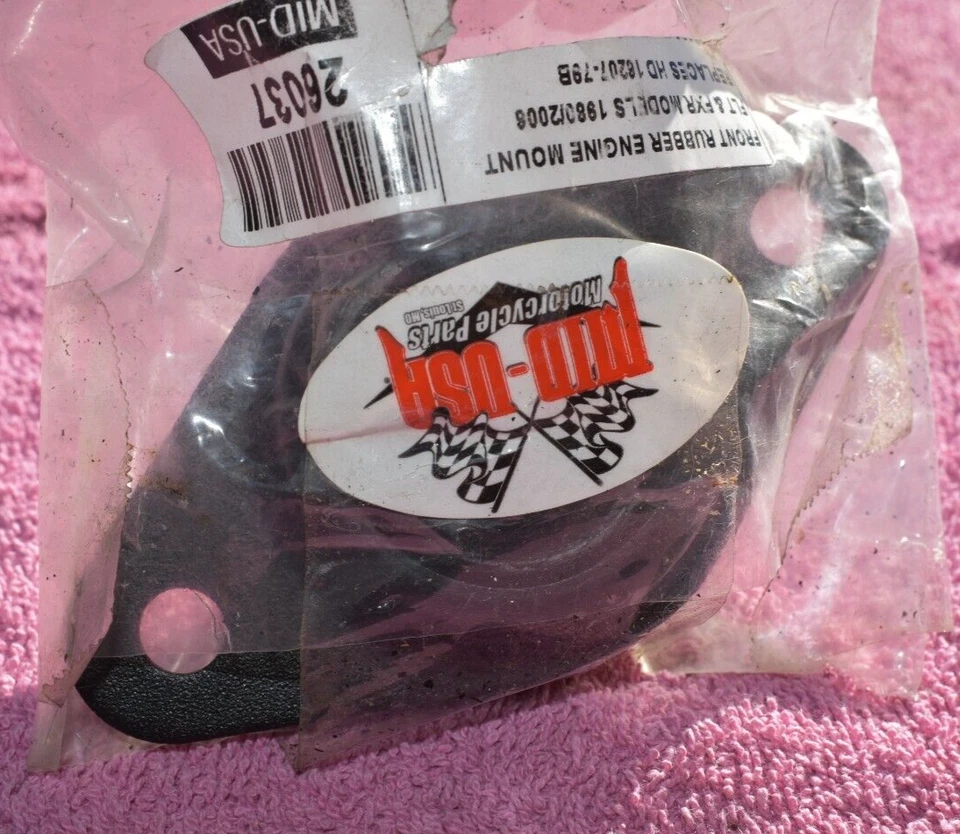 MID-USA
26037
FRONT RUBBER ENGINE MOUNT
FLT & FXR MODELS 1980/2008
REPLACES HD 16207-79B
MID-USA
Motorcycle Parts
St. Louis, MO